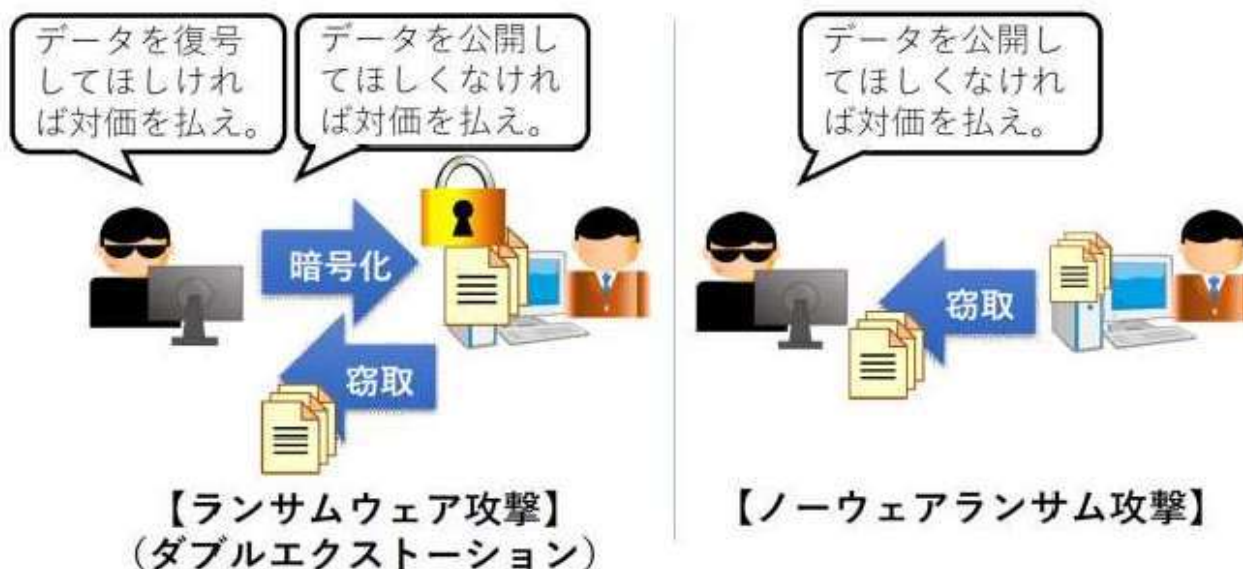 データを復号
してほしけれ
ば対価を払え。
データを公開し
てほしくなけれ
ば対価を払え。
暗号化
窃取
【ランサムウェア攻撃】
（ダブルエクストーション）
データを公開し
てほしくなけれ
ば対価を払え。
窃取
【ノーウェアランサム攻撃】